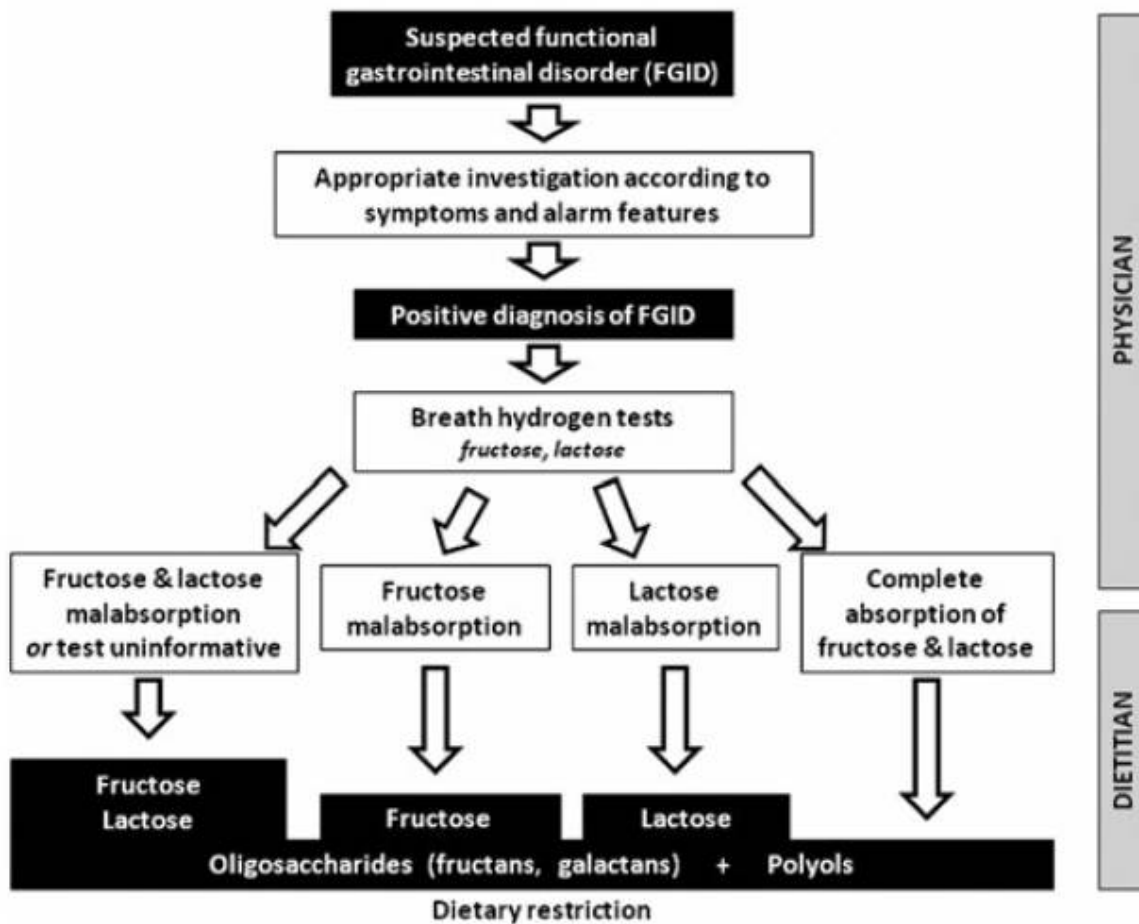 Suspected functional
gastrointestinal disorder (FGID)
Appropriate investigation according to
symptoms and alarm features
Positive diagnosis of FGID
Breath hydrogen tests
fructose, lactose
Fructose & lactose
malabsorption
or test uninformative
Fructose
malabsorption
Lactose
malabsorption
Complete
absorption of
fructose & lactose
Fructose
Lactose
Fructose
Lactose
Oligosaccharides (fructans, galactans) + Polyols
Dietary restriction
PHYSICIAN
DIETITIAN